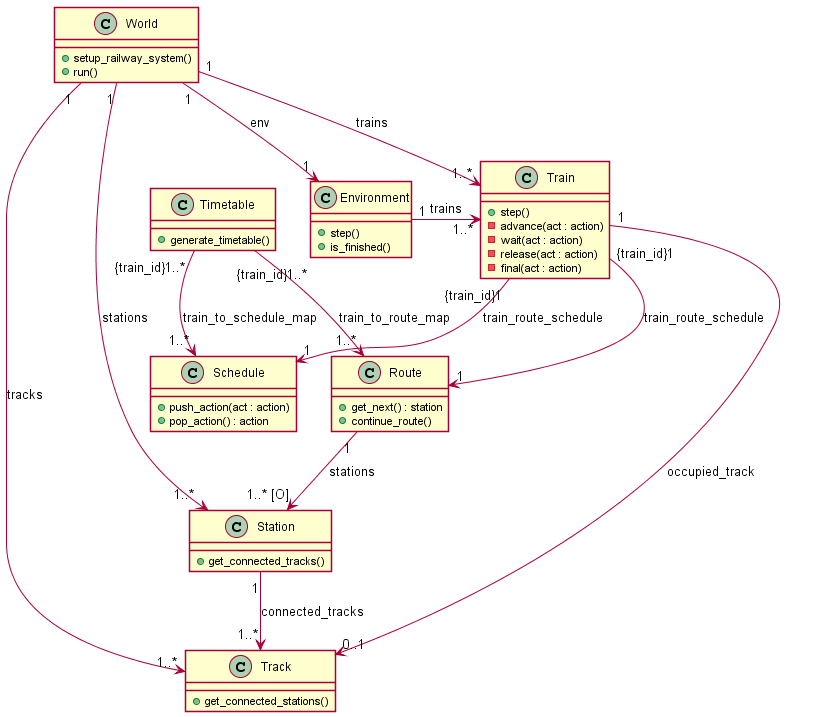 C World
setup_railway_system()
run()
1
1
1
1
env
trains
1
1..*
C Train
step()
advance(act : action)
wait(act : action)
release(act : action)
final(act : action)
C Timetable
generate_timetable()
C Environment
step()
is_finished()
1
trains
1..*
1
{train_id}1
{train_id}1..*
{train_id}1..*
{train_id}1
stations
train_to_schedule_map
train_to_route_map
train_route_schedule
train_route_schedule
1..*
1
1..*
1
C Schedule
push_action(act : action)
pop_action() : action
C Route
get_next() : station
continue_route()
tracks
1
stations
occupied_track
1..*
1..* [O]
C Station
get_connected_tracks()
1
connected_tracks
1..*
1..*
0..1
C Track
get_connected_stations()